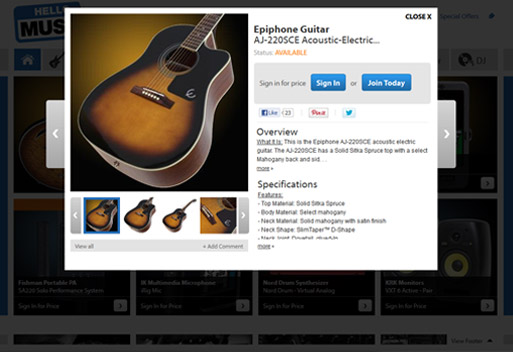 HELLO
MUS
Special Offers
DJ
CLOSE X
Epiphone Guitar
AJ-220SCE Acoustic-Electric...
Status: AVAILABLE
Sign in for price Sign In or Join Today
Like 23 Pin it
Overview
What It Is: This is the Epiphone AJ-220SCE acoustic electric
guitar. The AJ-220SCE has a Solid Sitka Spruce top with a select
Mahogany back and sid. . .
more »
Specifications
Features:
- Top Material: Solid Sitka Spruce
- Body Material: Select mahogany
- Neck Material: Solid mahogany with satin finish
- Neck Shape: SlimTaper™ D-Shape
- Neck Joint: Dovetail, glued-in
more »
View all + Add Comment
Fishman Portable PA
SA220 Solo Performance System
Sign In for Price
IK Multimedia Microphone
iRig Mic
Sign In for Price
Nord Drum Synthesizer
Nord Drum - Virtual Analog
Sign In for Price
KRK Monitors
VXT 6 Active - Pair
Sign In for Price
View Footer